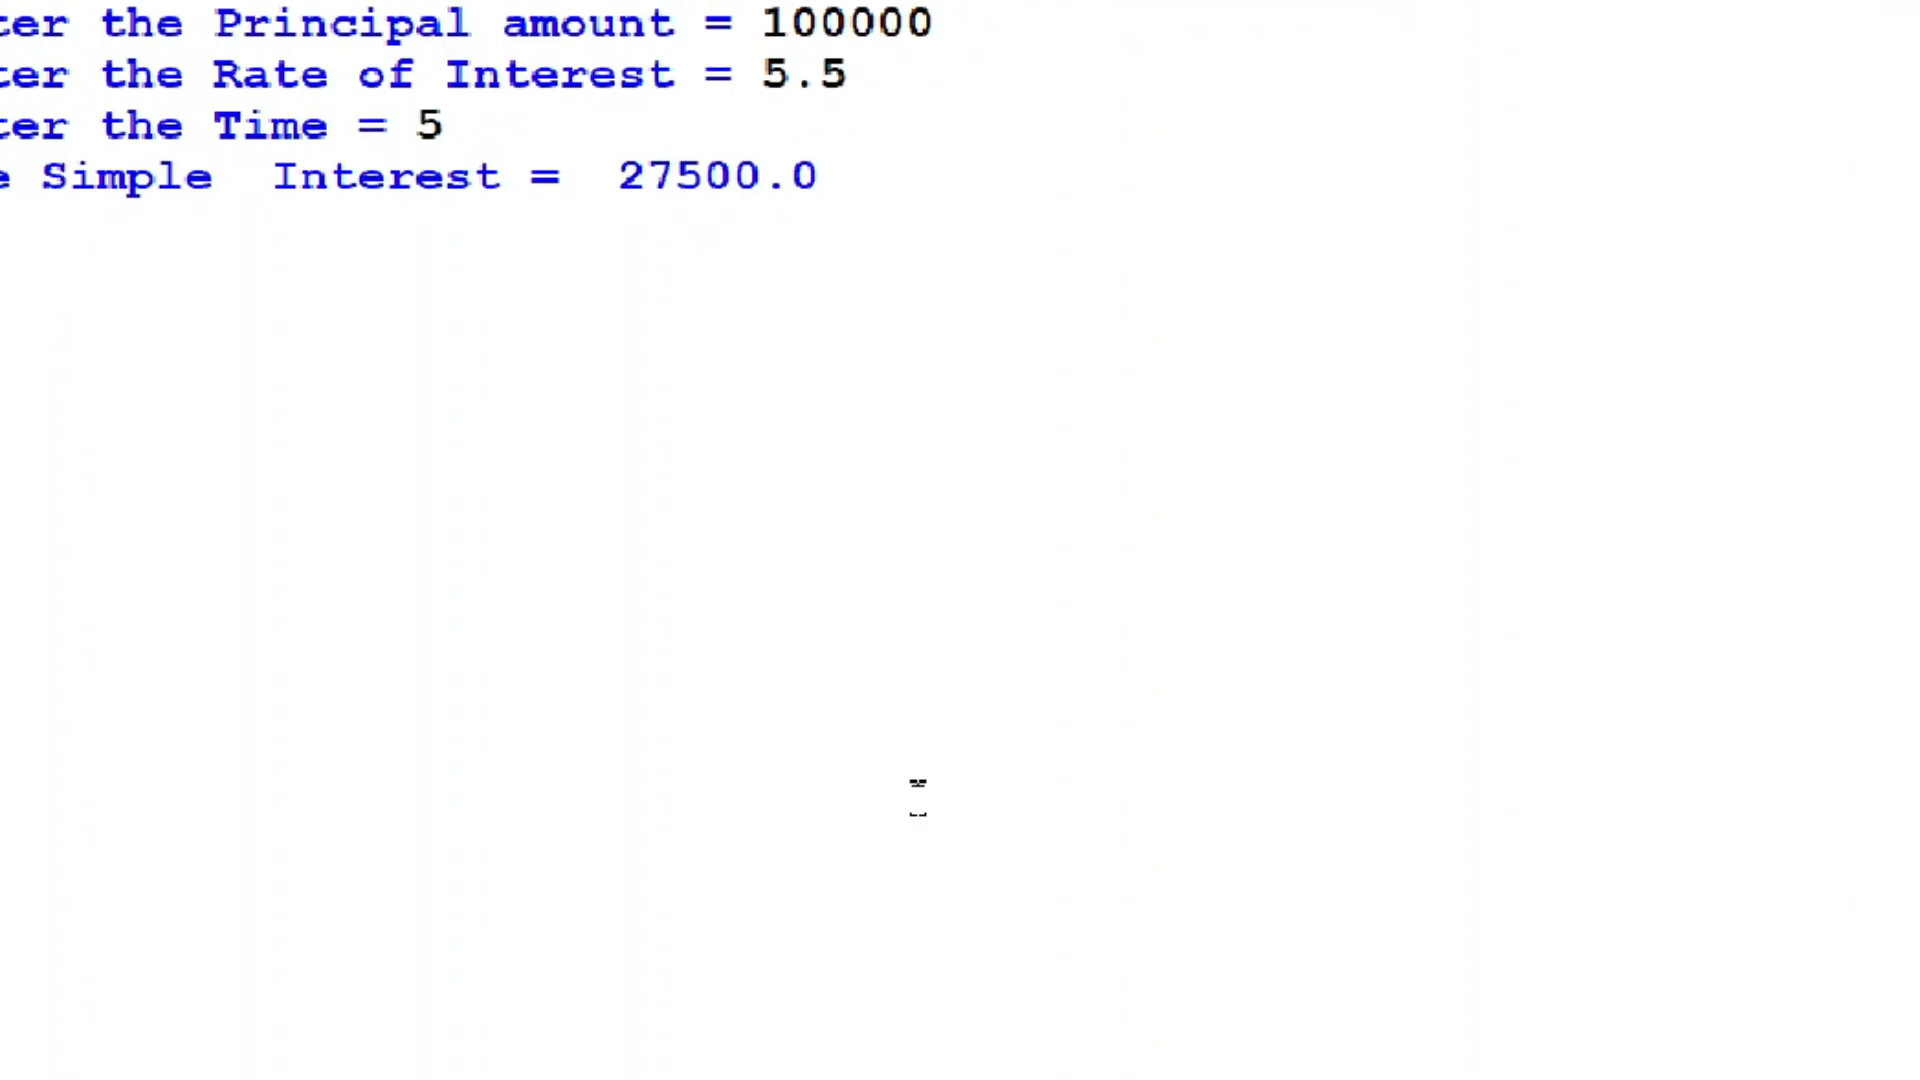 ter the Principal amount = 100000
ter the Rate of Interest = 5.5
ter the Time = 5
e Simple  Interest =  27500.0